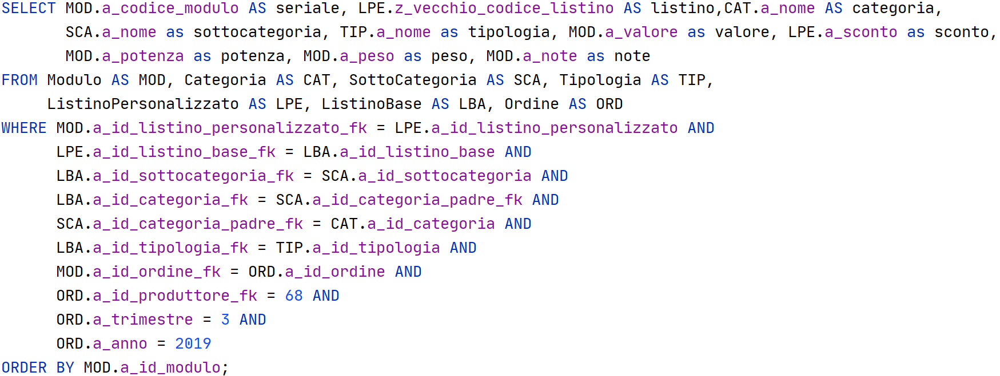 SELECT MOD.a_codice_modulo AS seriale, LPE.z_vecchio_codice_listino AS listino,CAT.a_nome AS categoria,
       SCA.a_nome as sottocategoria, TIP.a_nome as tipologia, MOD.a_valore as valore, LPE.a_sconto as sconto,
       MOD.a_potenza as potenza, MOD.a_peso as peso, MOD.a_note as note
FROM Modulo AS MOD, Categoria AS CAT, SottoCategoria AS SCA, Tipologia AS TIP,
     ListinoPersonalizzato AS LPE, ListinoBase AS LBA, Ordine AS ORD
WHERE MOD.a_id_listino_personalizzato_fk = LPE.a_id_listino_personalizzato AND
      LPE.a_id_listino_base_fk = LBA.a_id_listino_base AND
      LBA.a_id_sottocategoria_fk = SCA.a_id_sottocategoria AND
      LBA.a_id_categoria_fk = SCA.a_id_categoria_padre_fk AND
      SCA.a_id_categoria_padre_fk = CAT.a_id_categoria AND
      LBA.a_id_tipologia_fk = TIP.a_id_tipologia AND
      MOD.a_id_ordine_fk = ORD.a_id_ordine AND
      ORD.a_id_produttore_fk = 68 AND
      ORD.a_trimestre = 3 AND
      ORD.a_anno = 2019
ORDER BY MOD.a_id_modulo;